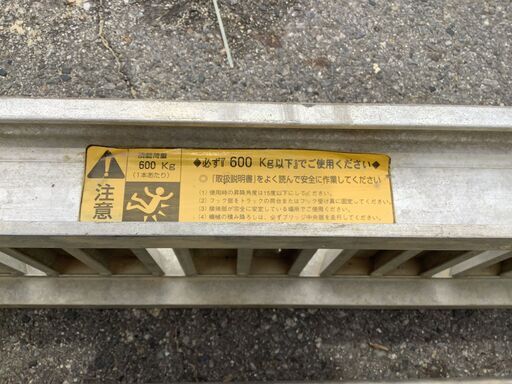 積載荷重
600 Kg
(1本あたり)
注意
◆必ず『600 Kg以下』でご使用ください◆
◎「取扱説明書」をよく読んで安全に作業してください
(1) 使用時の昇降角度は15度以下にしてください。
(2) フック部をトラックの荷台またはフック受け具に固定してください。
(3) 接地部が完全に安定している場所でご使用ください。
(4) 機械の積み降ろしは、必ずブリッジ中央部を走行してください。